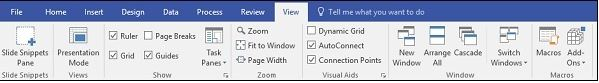 File Home Insert Design Data Process Review View Tell me what you want to do
Slide Snippets Pane
Snippets
Presentation Mode
Views
Ruler Page Breaks
Grid Guides
Task Panes
Show
Zoom
Fit to Window
Page Width
Zoom
Dynamic Grid
AutoConnect
Connection Points
Visual Aids
New Window
Arrange All
Cascade
Switch Windows
Window
Macros
Add-Ons
Macros